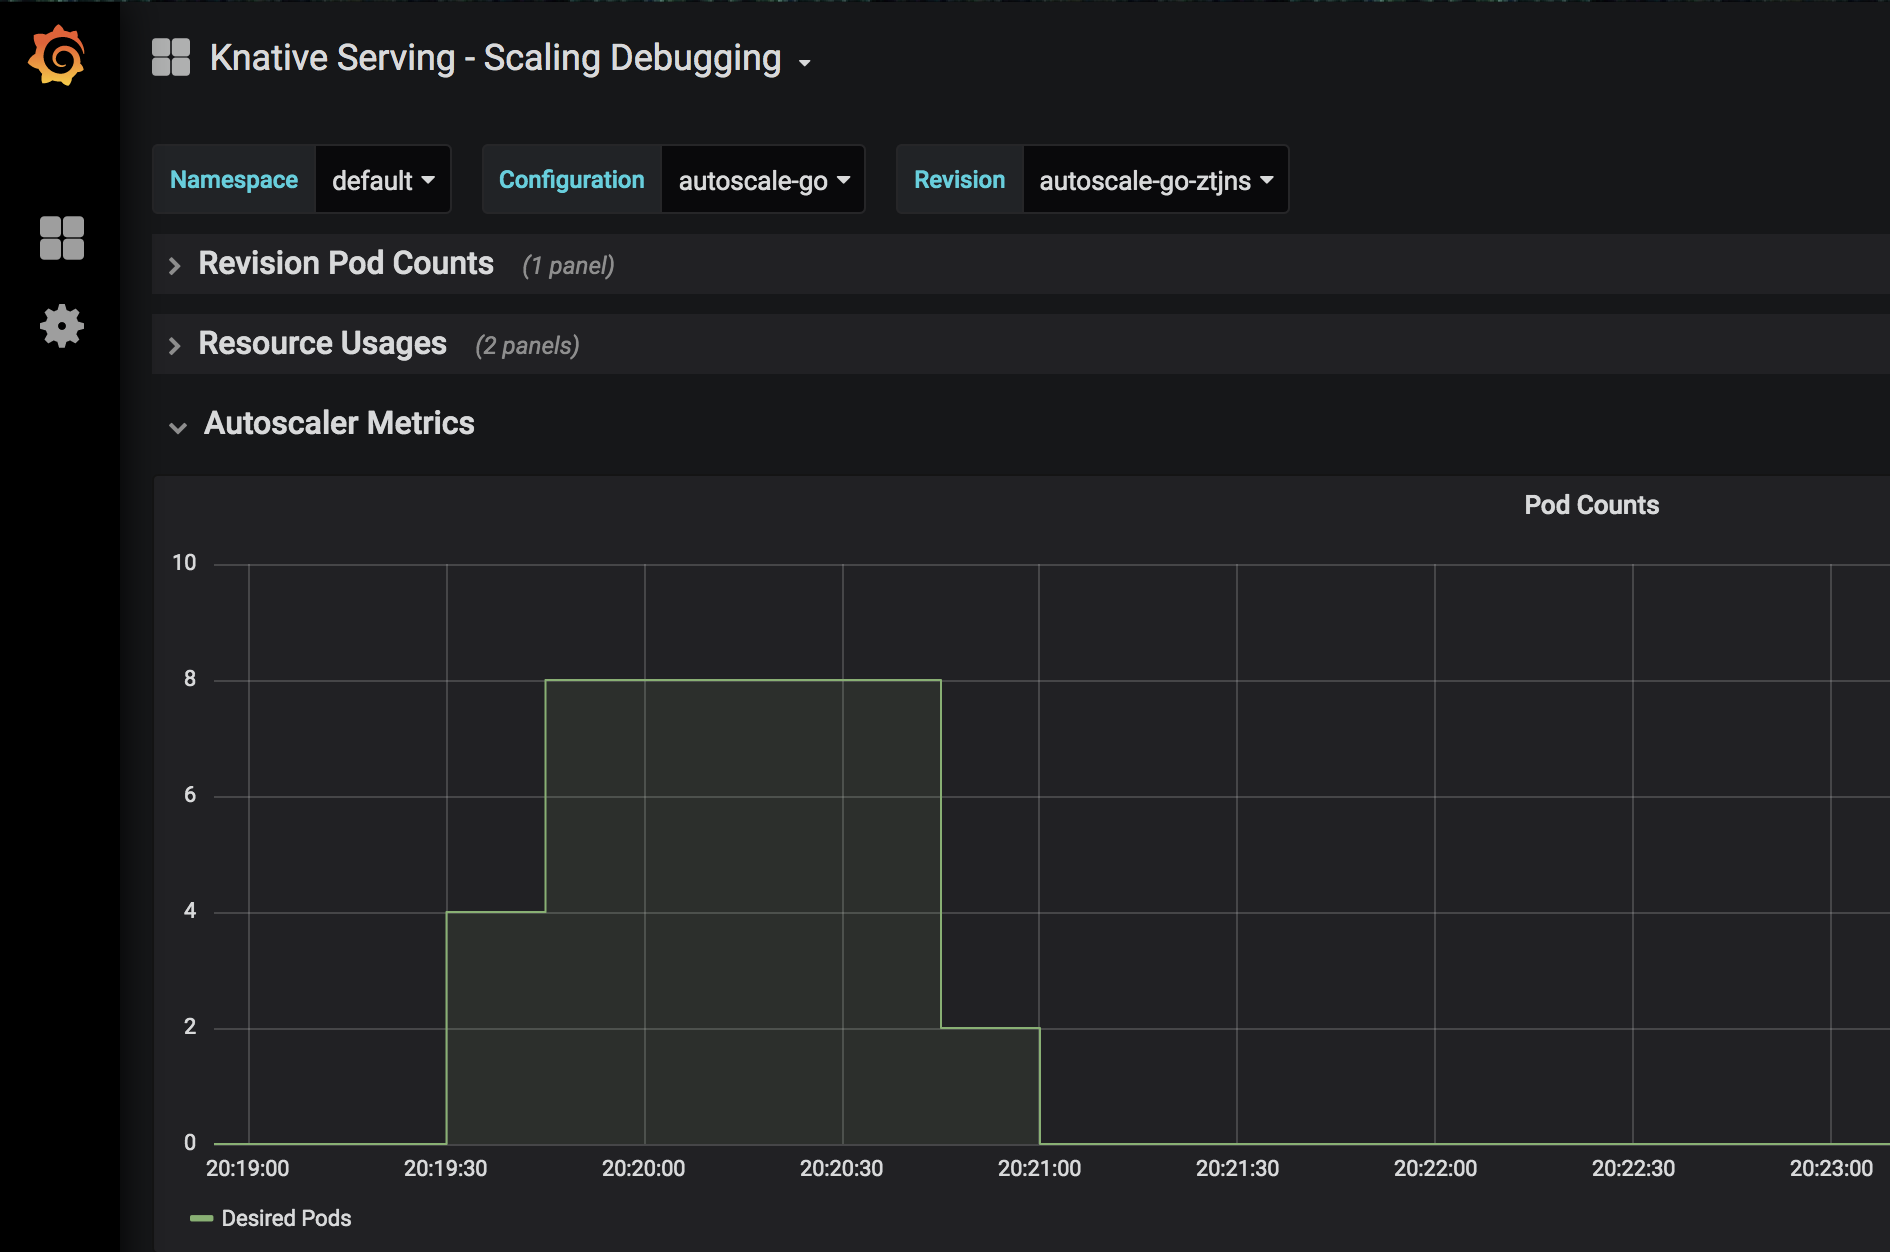 Knative Serving - Scaling Debugging
Namespace default Configuration autoscale-go Revision autoscale-go-ztjns
Revision Pod Counts (1 panel)
Resource Usages (2 panels)
Autoscaler Metrics
Pod Counts
10
8
6
4
2
0
20:19:00 20:19:30 20:20:00 20:20:30 20:21:00 20:21:30 20:22:00 20:22:30 20:23:00
Desired Pods